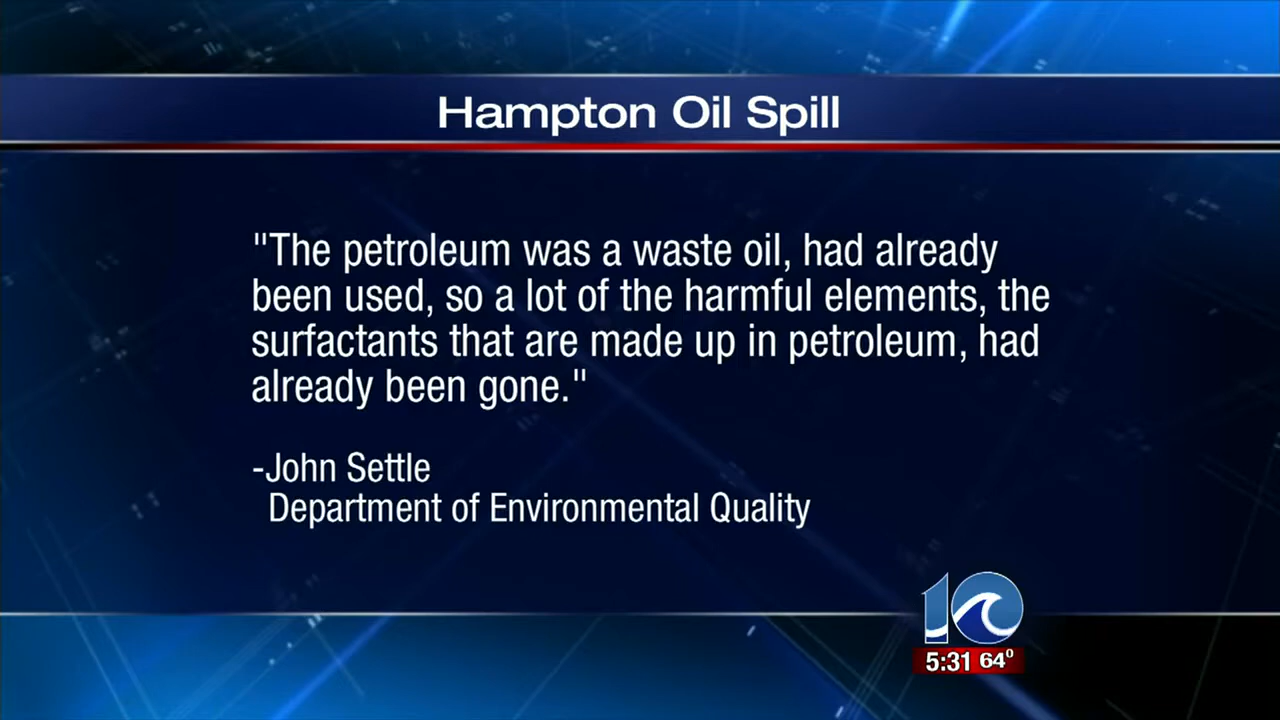 Hampton Oil Spill
"The petroleum was a waste oil, had already
been used, so a lot of the harmful elements, the
surfactants that are made up in petroleum, had
already been gone."
-John Settle
Department of Environmental Quality
10
5:31 64°